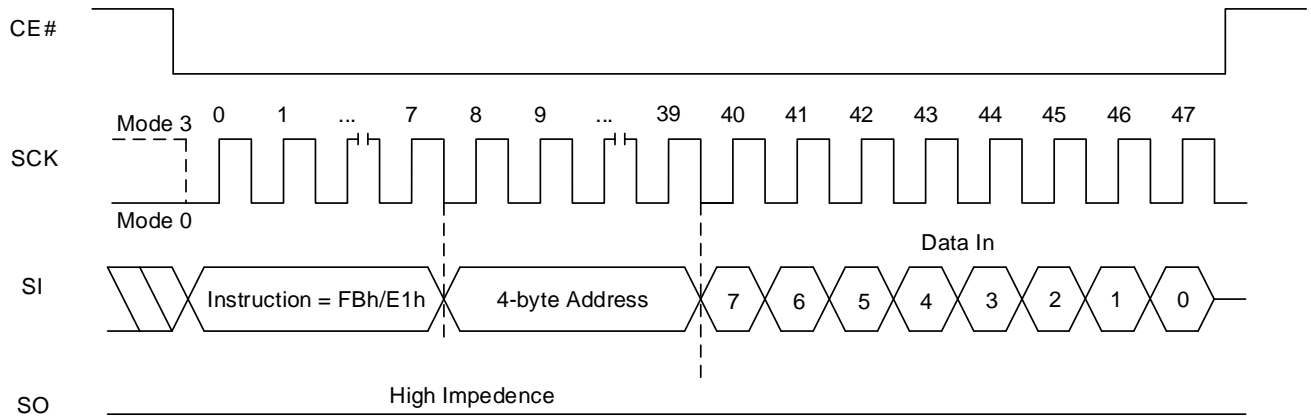 CE#
0 1 ... 7 8 9 ... 39 40 41 42 43 44 45 46 47
Mode 3
SCK
Mode 0
Data In
SI
Instruction = FBh/E1h 4-byte Address 7 6 5 4 3 2 1 0
High Impedence
SO